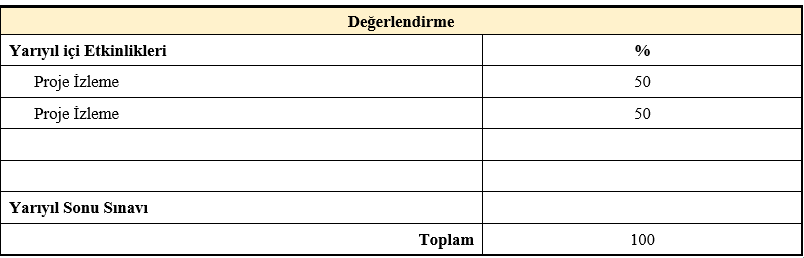 Değerlendirme
Yarıyıl içi Etkinlikleri %
Proje İzleme 50
Proje İzleme 50
Yarıyıl Sonu Sınavı
Toplam 100